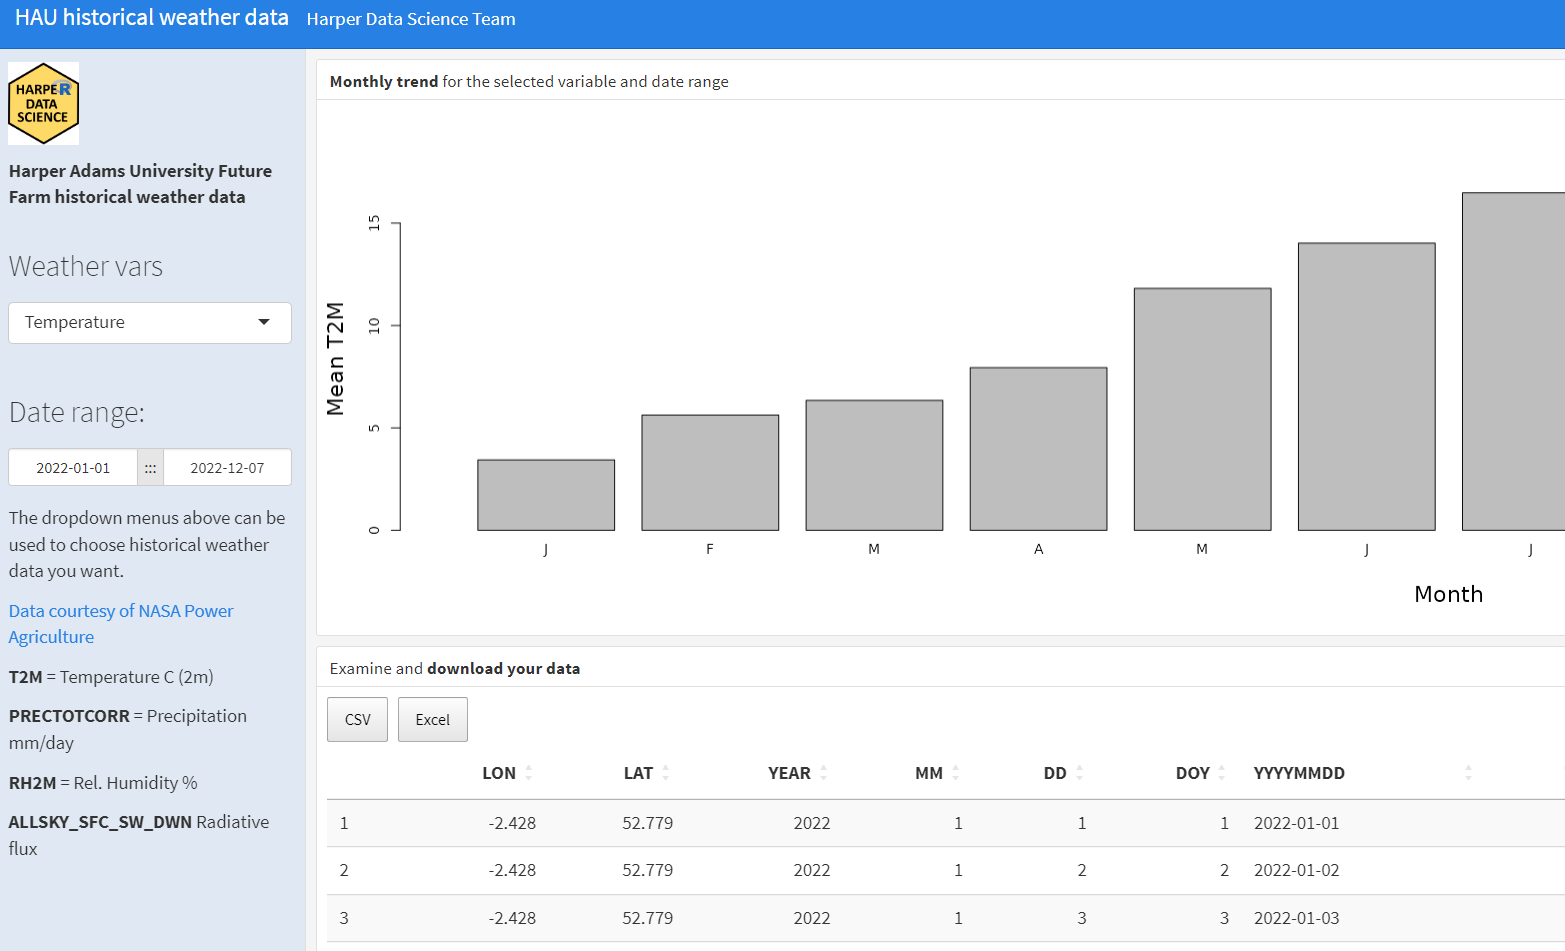 HAU historical weather data Harper Data Science Team
HARPER
DATA
SCIENCE
Harper Adams University Future
Farm historical weather data
Weather vars
Temperature
Date range:
2022-01-01 ::: 2022-12-07
The dropdown menus above can be
used to choose historical weather
data you want.
Data courtesy of NASA Power
Agriculture
T2M = Temperature C (2m)
PRECTOTCORR = Precipitation
mm/day
RH2M = Rel. Humidity %
ALLSKY_SFC_SW_DWN Radiative
flux
Monthly trend for the selected variable and date range
Mean T2M
15
10
5
0
J F M A M J J
Month
Examine and download your data
CSV Excel
LON LAT YEAR MM DD DOY YYYYMMDD
1 -2.428 52.779 2022 1 1 1 2022-01-01
2 -2.428 52.779 2022 1 2 2 2022-01-02
3 -2.428 52.779 2022 1 3 3 2022-01-03